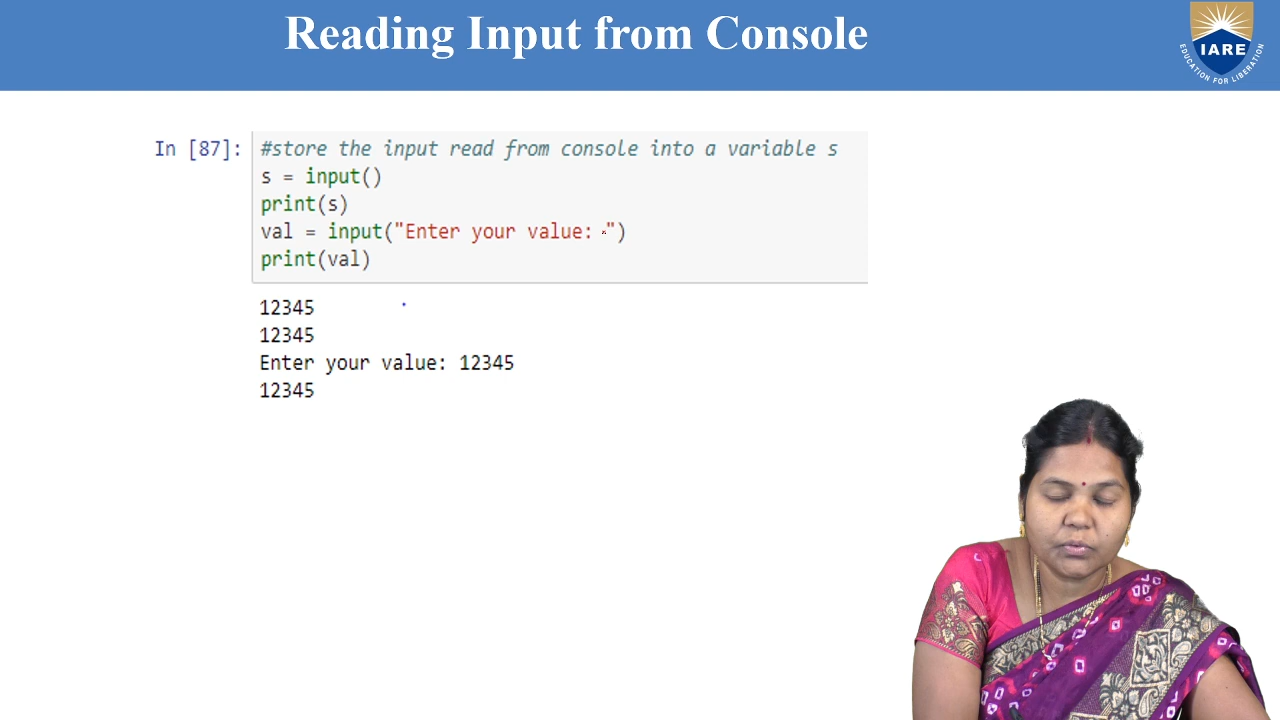 Reading Input from Console
IARE
EDUCATION FOR LIBERATION
In [87]:
#store the input read from console into a variable s
s = input()
print(s)
val = input("Enter your value: ")
print(val)
12345
12345
Enter your value: 12345
12345